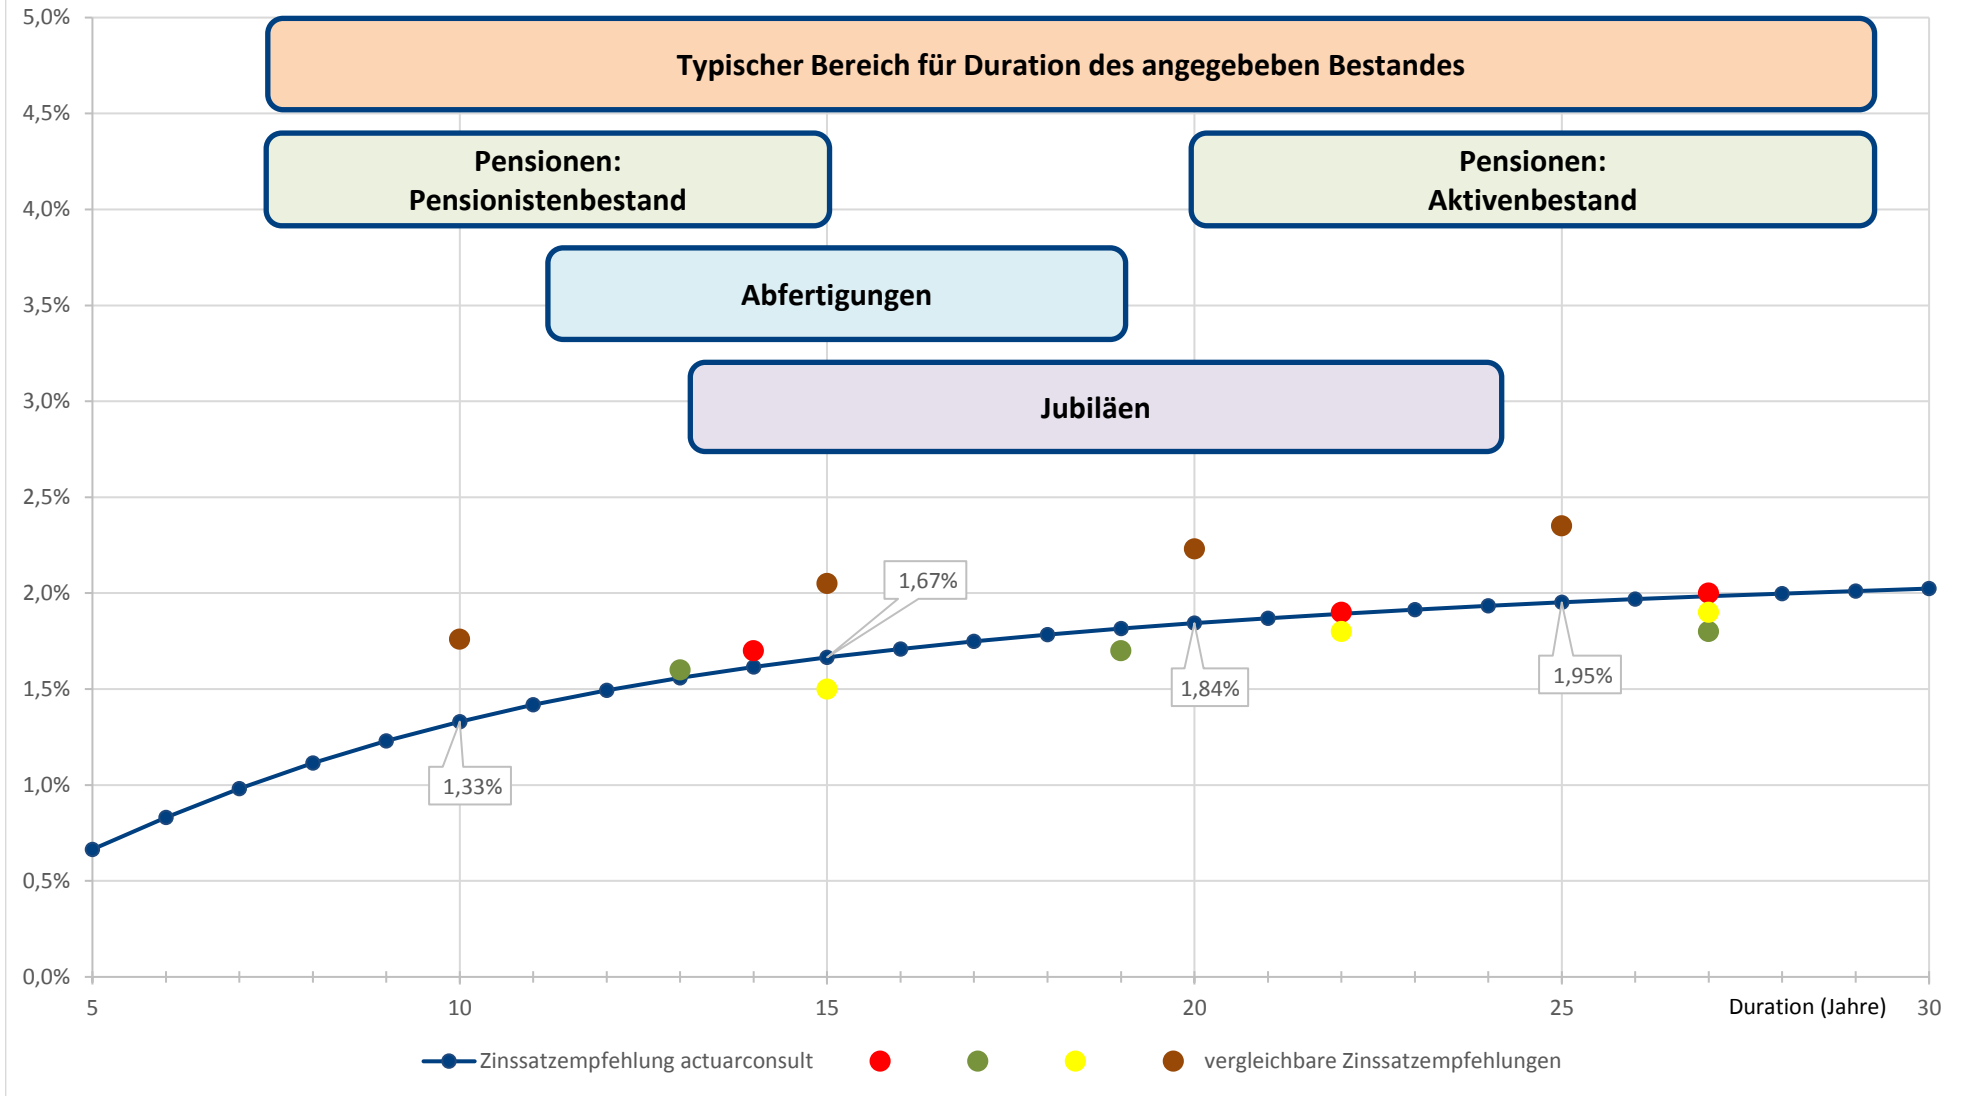 5,0%
Typischer Bereich für Duration des angegebeben Bestandes
4,5%
Pensionen:
Pensionistenbestand
Pensionen:
Aktivenbestand
4,0%
Abfertigungen
3,5%
3,0%
Jubiläen
2,5%
2,0%
1,67%
1,5%
1,84%
1,95%
1,0%
1,33%
0,5%
0,0%
5 10 15 20 25 30
Duration (Jahre)
Zinssatzempfehlung actuarconsult
vergleichbare Zinssatzempfehlungen